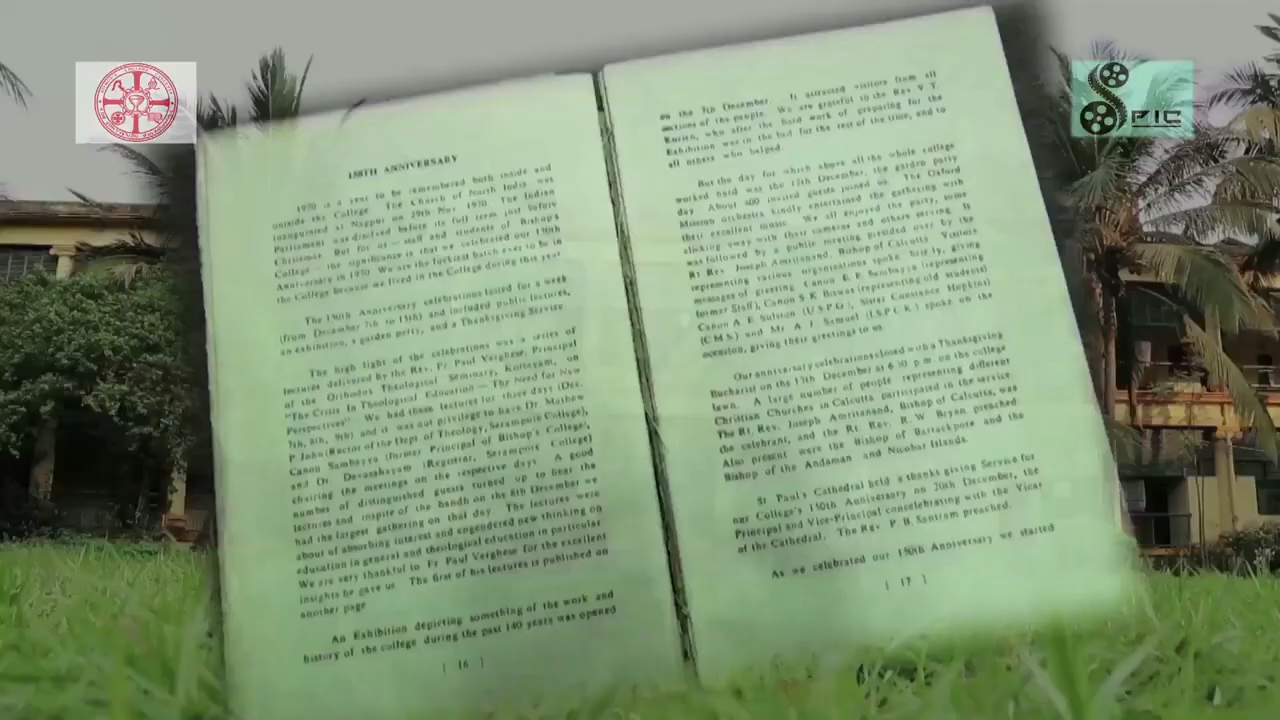 150TH ANNIVERSARY
1970 is a year to be remembered both inside and
outside the College. The Church of North India was
inaugurated at Nagpur on 29th Nov. 1970. The Indian
Parliament was dissolved before its full term just before
Christmas. But for us — staff and students of Bishop's
College — the significance is that we celebrated our 150th
Anniversary in 1970. We are the luckiest batch ever to be in
the College because we lived in the College during this year
The 150th Anniversary celebrations lasted for a week
(from December 7th to 13th) and included public lectures,
an exhibition, a garden party, and a Thanksgiving Service.
The high light of the celebrations was a series of
lectures delivered by the Rev. Fr. Paul Verghese, Principal
of the Orthodox Theological Seminary, Kottayam, on
"The Crisis In Theological Education — The Need for New
Perspectives". We had these lectures for three days (Dec.
7th, 8th, 9th) and it was our privilege to have Dr. Mathew
P. John (Rector of the Dept of Theology, Serampore College),
Canon Sambayya (former Principal of Bishop's College),
and Dr. Devasahayam (Registrar, Serampore College)
chairing the meetings on the respective days. A good
number of distinguished guests turned up to hear the
lectures and inspite of the bandh on the 8th December we
had the largest gathering on that day. The lectures were
about of absorbing interest and engendered new thinking on
education in general and theological education in particular
We are very thankful to Fr Paul Verghese for the excellent
insights he gave us. The first of his lectures is published on
another page
An Exhibition depicting something of the work and
history of the college during the past 140 years was opened
[ 16 ]
on the 7th December. It attracted visitors from all
sections of the people. We are grateful to the Rev V. Y.
Kurien, who after the hard work of preparing for the
Exhibition was in the bed for the rest of the time, and to
all others who helped.
But the day for which above all the whole college
worked hard was the 12th December, the garden party
day. About 400 invited guests joined us. The Oxford
Mission orchestra kindly entertained the gathering with
their excellent music. We all enjoyed the party, some
clicking away with their cameras and others serving. It
was followed by a public meeting presided over by the
Rt Rev. Joseph Amritanand, Bishop of Calcutta. Visitors
representing various organisations spoke briefly, giving
messages of greeting. Canon E. E. Sambayya (representing
former Staff), Canon S. K Biswas (representing old students)
Canon A E (U.S.P.G.), Sister Constance Hopkins)
(C.M.S.) and Mr. A J. Samuel (I.S.P.C.K.) spoke on the
occasion, giving their greetings to us
Our anniversary celebrations closed with a Thanksgiving
Eucharist on the 13th December at 6.30 p.m. on the college
lawn. A large number of people representing different
Christian Churches in Calcutta participated in the service
The Rt. Rev. Joseph Amritanand, Bishop of Calcutta, was
the celebrant, and the Rt. Rev. R. W. Bryan preached.
Also present were the Bishop of Barrackpore and the
Bishop of the Andaman and Nicobar Islands.
St Paul's Cathedral held a thanks giving Service for
our College's 150th Anniversary on 20th December, the
Principal and Vice-Principal concelebrating with the Vicar
of the Cathedral. The Rev. P. B. Santram preached.
As we celebrated our 150th Anniversary we started
[ 17 ]
SPIC